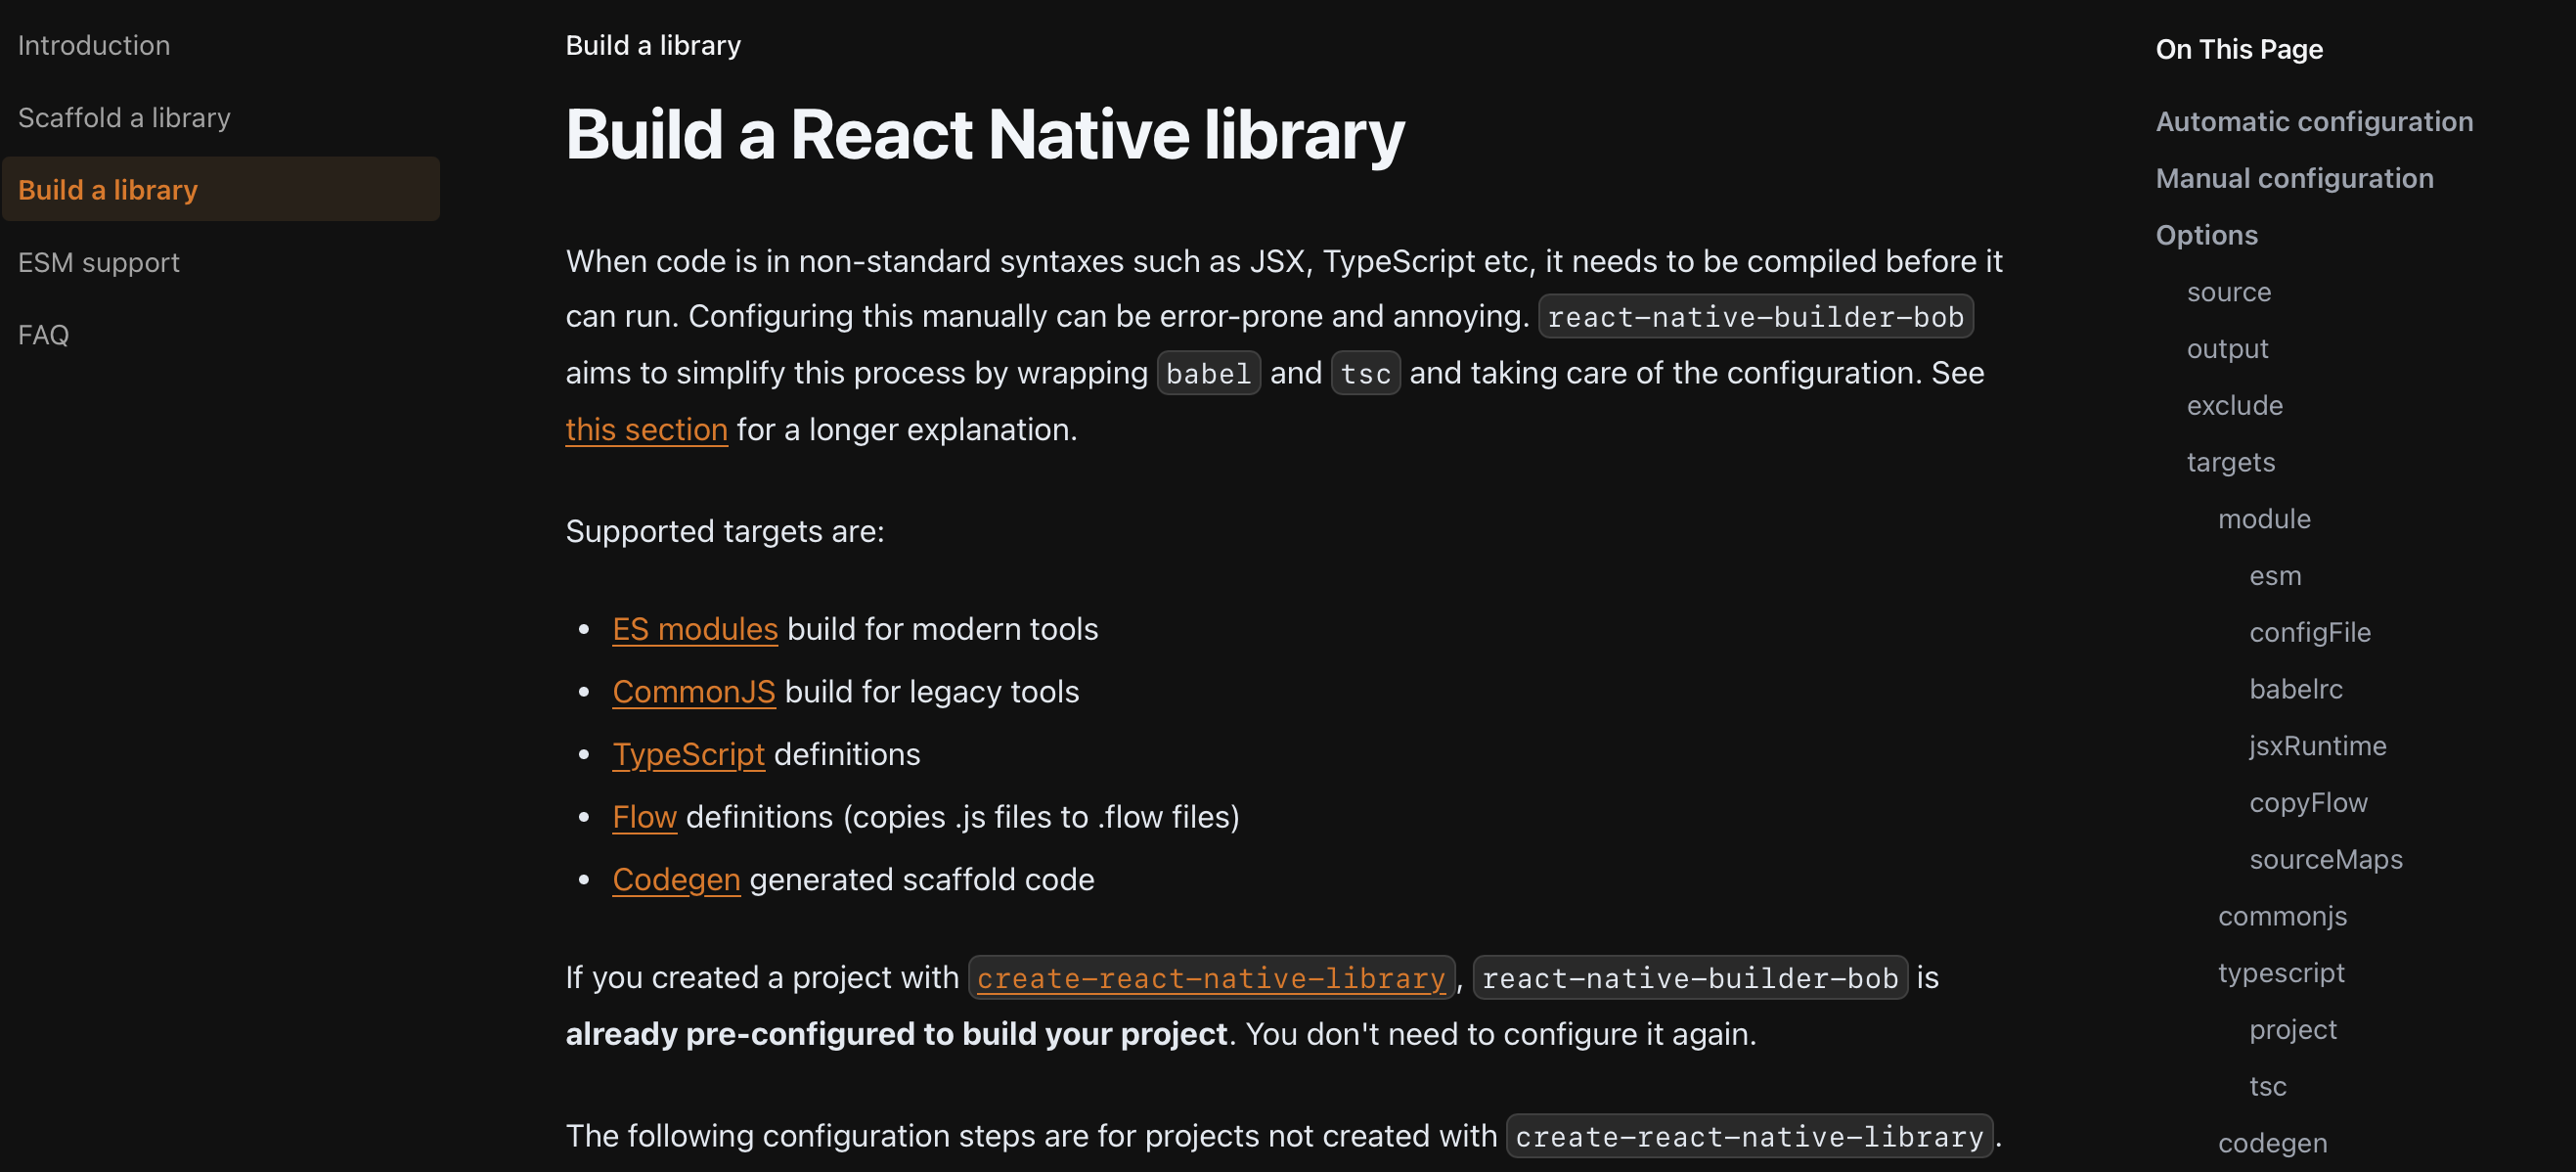 Introduction
Scaffold a library
Build a library
ESM support
FAQ
Build a library
Build a React Native library
When code is in non-standard syntaxes such as JSX, TypeScript etc, it needs to be compiled before it
can run. Configuring this manually can be error-prone and annoying. react-native-builder-bob
aims to simplify this process by wrapping babel and tsc and taking care of the configuration. See
this section for a longer explanation.
Supported targets are:
• ES modules build for modern tools
• CommonJS build for legacy tools
• TypeScript definitions
• Flow definitions (copies .js files to .flow files)
• Codegen generated scaffold code
If you created a project with create-react-native-library, react-native-builder-bob is
already pre-configured to build your project. You don't need to configure it again.
The following configuration steps are for projects not created with create-react-native-library.
On This Page
Automatic configuration
Manual configuration
Options
source
output
exclude
targets
module
esm
configFile
babelrc
jsxRuntime
copyFlow
sourceMaps
commonjs
typescript
project
tsc
codegen